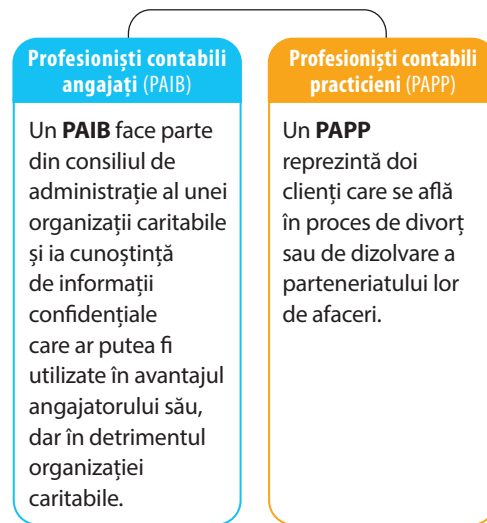 Profesioniști contabili
angajați (PAIB)
Un PAIB face parte
din consiliul de
administrație al unei
organizații caritabile
și ia cunoștință
de informații
confidențiale
care ar putea fi
utilizate în avantajul
angajatorului său,
dar în detrimentul
organizației
caritabile.
Profesioniști contabili
practicieni (PAPP)
Un PAPP
reprezintă doi
clienți care se află
în proces de divorț
sau de dizolvare a
parteneriatului lor
de afaceri.